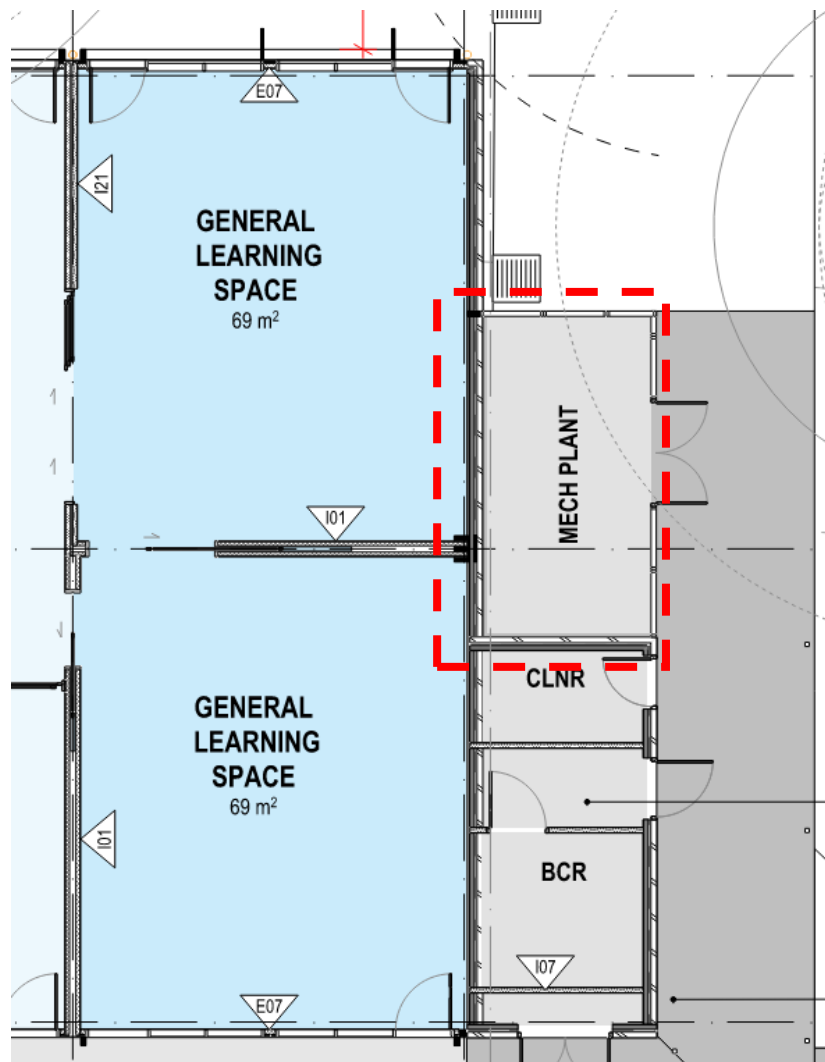 E07
I21
GENERAL
LEARNING
SPACE
69 m²
MECH PLANT
I01
CLNR
GENERAL
LEARNING
SPACE
69 m²
I01
BCR
I07
E07